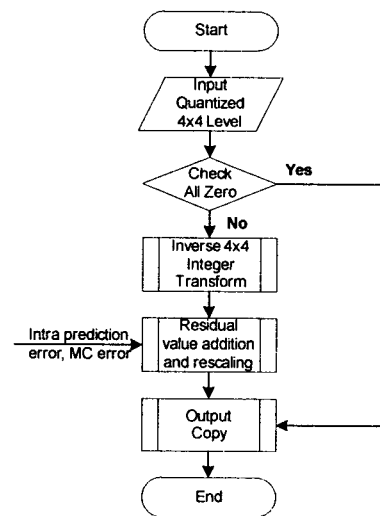 Start
Input
Quantized
4x4 Level
Check
All Zero
Yes
No
Inverse 4x4
Integer
Transform
Intra prediction
error, MC error
Residual
value addition
and rescaling
Output
Copy
End